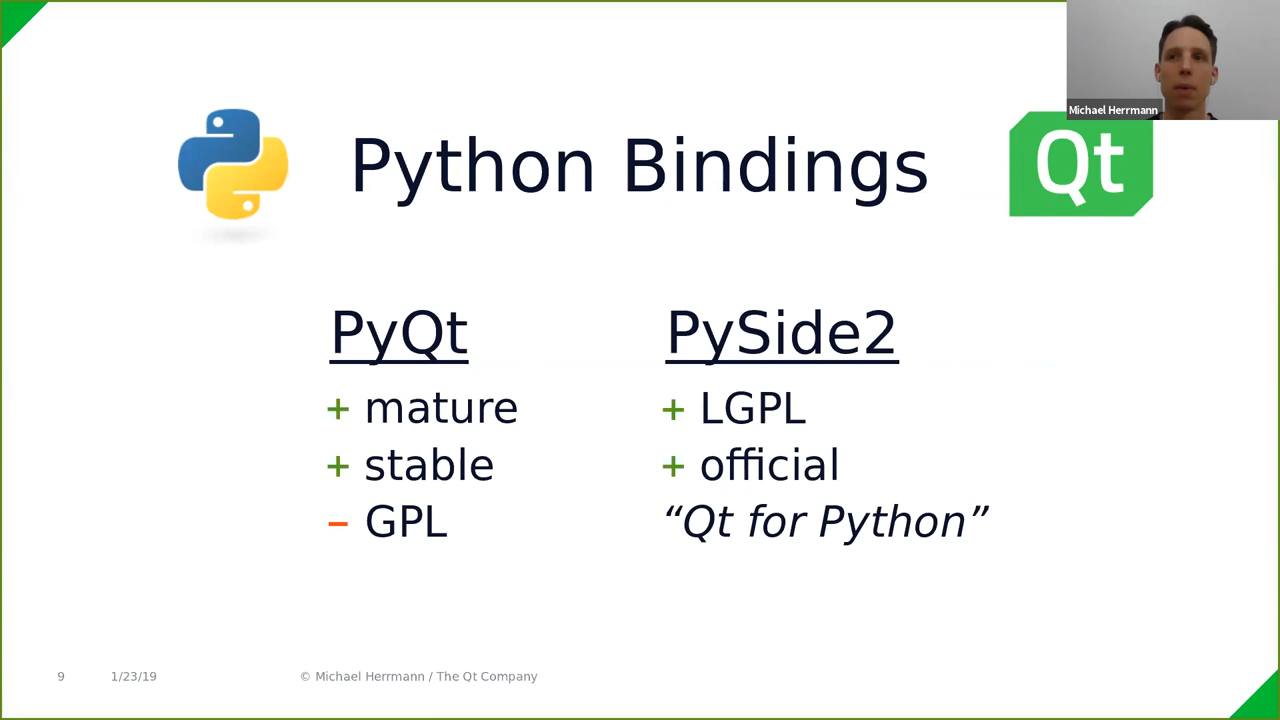 Michael Herrmann
Python Bindings
Qt
PyQt
+ mature
+ stable
– GPL
PySide2
+ LGPL
+ official
“Qt for Python”
9
1/23/19
© Michael Herrmann / The Qt Company